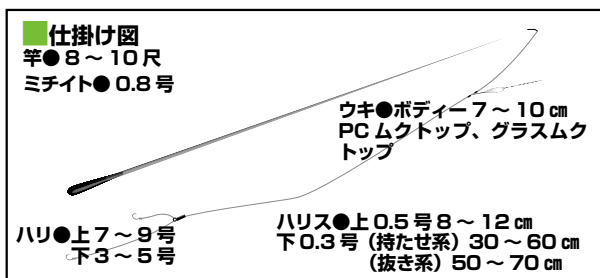 ■仕掛け図
竿●8～10尺
ミチイト●0.8号
ウキ●ボディー7～10㎝
PCムクトップ、グラスムク
トップ
ハリ●上7～9号
下3～5号
ハリス●上0.5号8～12㎝
下0.3号（持たせ系）30～60㎝
（抜き系）50～70㎝